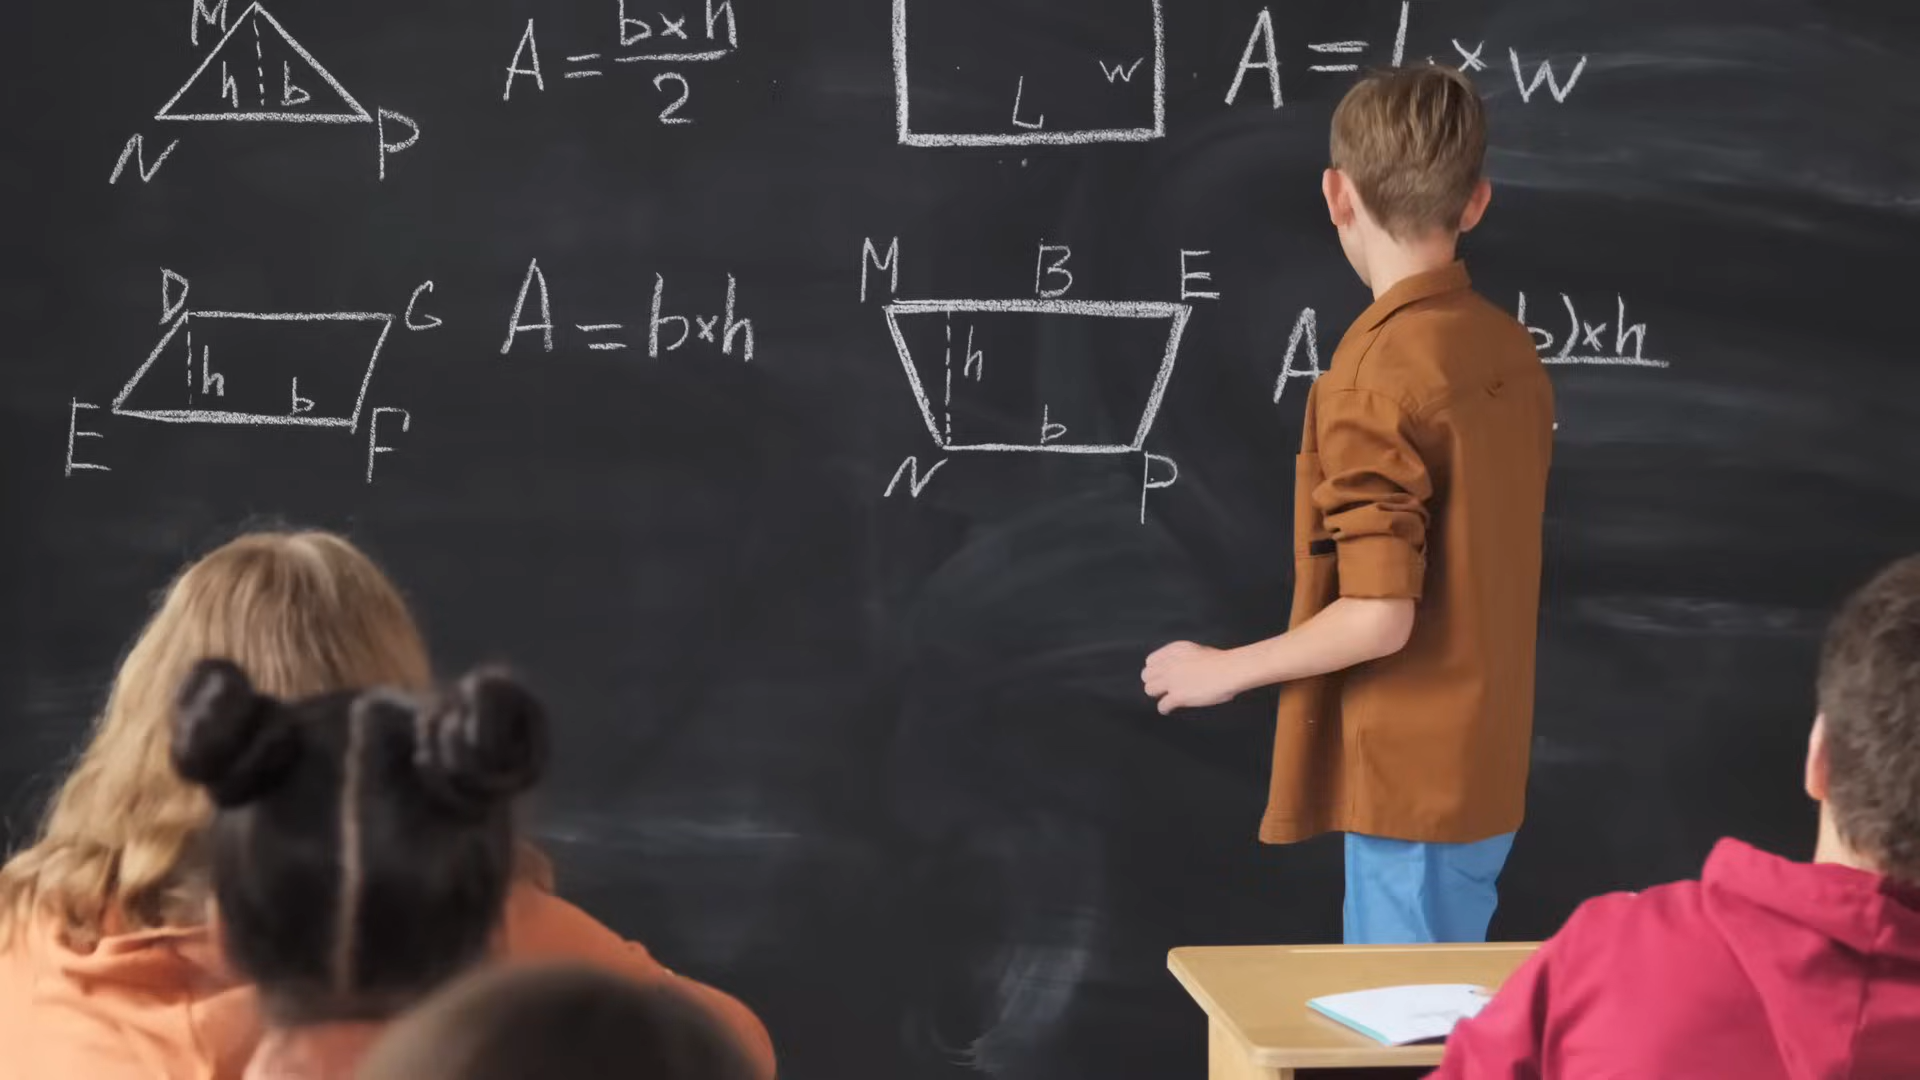 M
h b
N P
A = b×h
2
L w
A = l × w
D G
h b
E F
A = b×h
M B E
h
b
N P
A b)×h